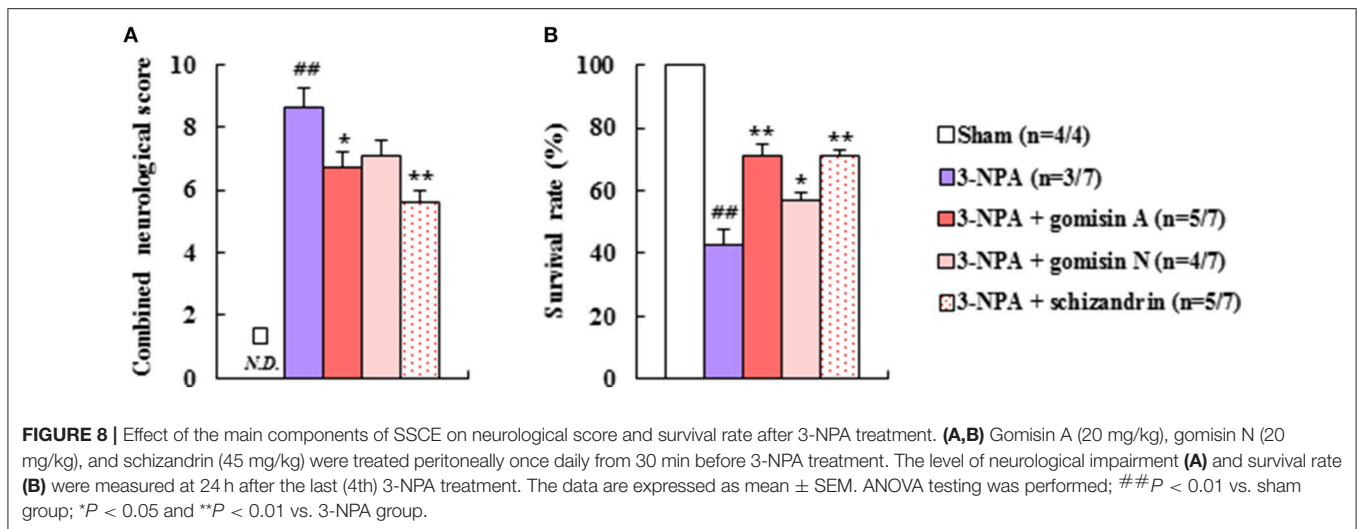 A
Combined neurological score
10
8
6
4
2
0
##
*
**
N.D.
B
Survival rate (%)
100
80
60
40
20
0
##
**
*
**
Sham (n=4/4)
3-NPA (n=3/7)
3-NPA + gomisin A (n=5/7)
3-NPA + gomisin N (n=4/7)
3-NPA + schizandrin (n=5/7)
FIGURE 8 | Effect of the main components of SSCE on neurological score and survival rate after 3-NPA treatment. (A,B) Gomisin A (20 mg/kg), gomisin N (20
mg/kg), and schizandrin (45 mg/kg) were treated peritoneally once daily from 30 min before 3-NPA treatment. The level of neurological impairment (A) and survival rate
(B) were measured at 24 h after the last (4th) 3-NPA treatment. The data are expressed as mean ± SEM. ANOVA testing was performed; ##P < 0.01 vs. sham
group; *P < 0.05 and **P < 0.01 vs. 3-NPA group.